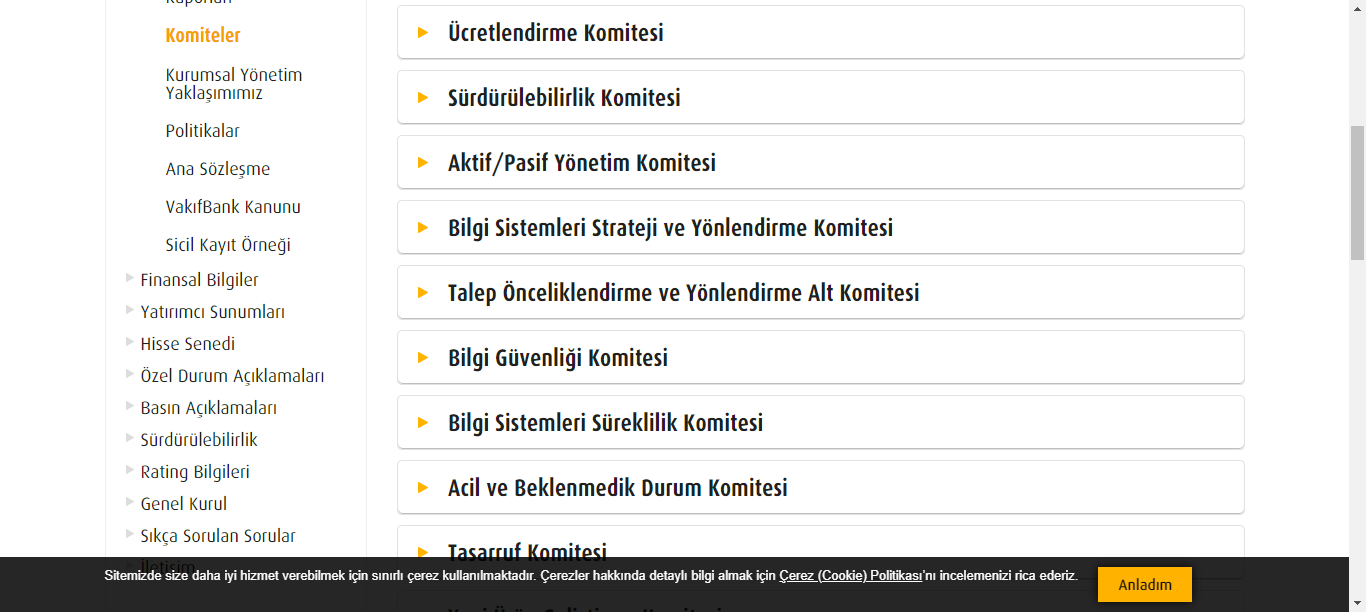 Komiteler
Kurumsal Yönetim
Yaklaşımımız
Politikalar
Ana Sözleşme
VakıfBank Kanunu
Sicil Kayıt Örneği
Finansal Bilgiler
Yatırımcı Sunumları
Hisse Senedi
Özel Durum Açıklamaları
Basın Açıklamaları
Sürdürülebilirlik
Rating Bilgileri
Genel Kurul
Sıkça Sorulan Sorular
İletişim
Ücretlendirme Komitesi
Sürdürülebilirlik Komitesi
Aktif/Pasif Yönetim Komitesi
Bilgi Sistemleri Strateji ve Yönlendirme Komitesi
Talep Önceliklendirme ve Yönlendirme Alt Komitesi
Bilgi Güvenliği Komitesi
Bilgi Sistemleri Süreklilik Komitesi
Acil ve Beklenmedik Durum Komitesi
Tasarruf Komitesi
Sitemizde size daha iyi hizmet verebilmek için sınırlı çerez kullanılmaktadır. Çerezler hakkında detaylı bilgi almak için Çerez (Cookie) Politikası'nı incelemenizi rica ederiz.
Anladım